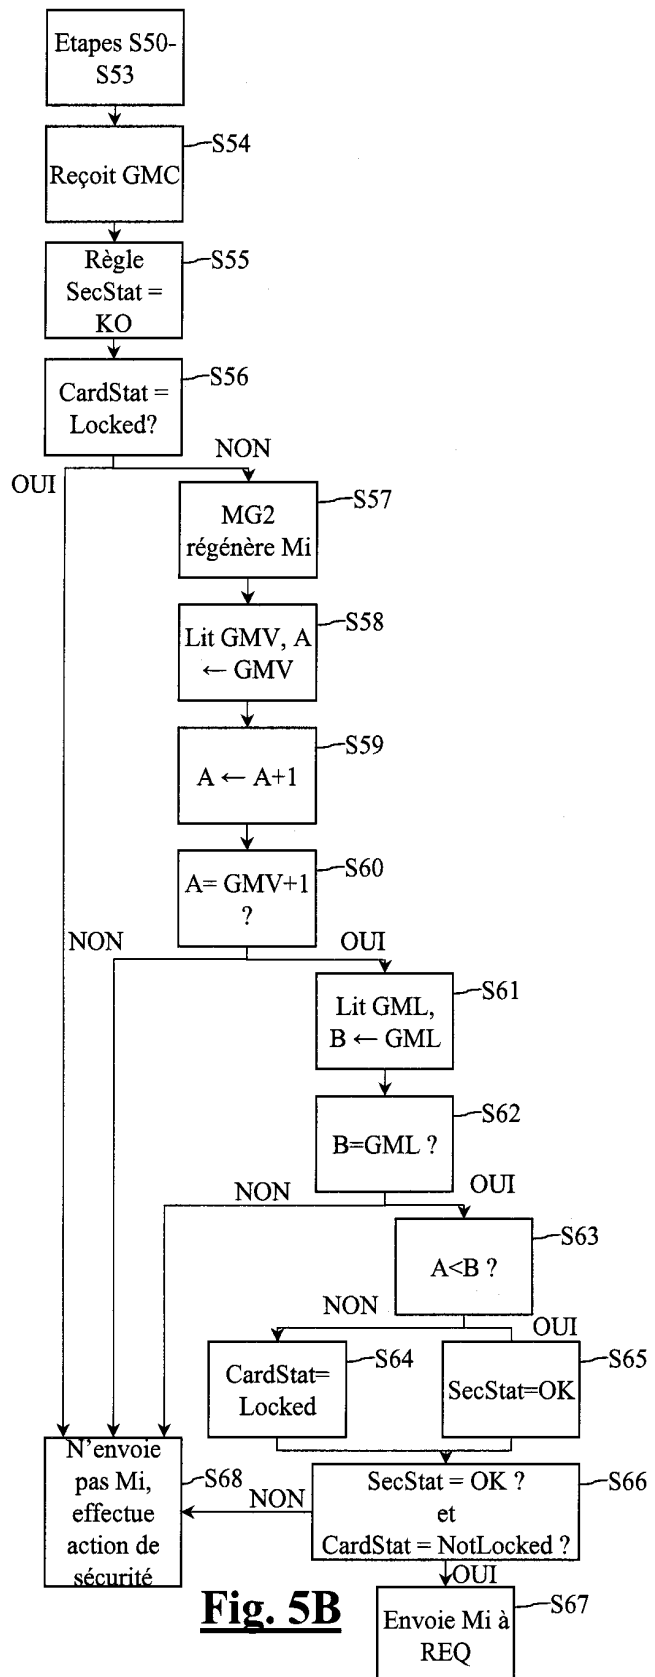 Etapes S50-
S53
S54
Reçoit GMC
S55
Règle
SecStat =
KO
S56
CardStat =
Locked?
OUI
NON
S57
MG2
régénère Mi
S58
Lit GMV, A
← GMV
S59
A ← A+1
S60
A= GMV+1
?
NON
OUI
S61
Lit GML,
B ← GML
S62
B=GML ?
NON
OUI
S63
A<B ?
NON
OUI
S64
CardStat=
Locked
S65
SecStat=OK
S66
SecStat = OK ?
et
CardStat = NotLocked ?
NON
S68
N’envoie
pas Mi,
effectue
action de
sécurité
OUI
S67
Envoie Mi à
REQ
Fig. 5B